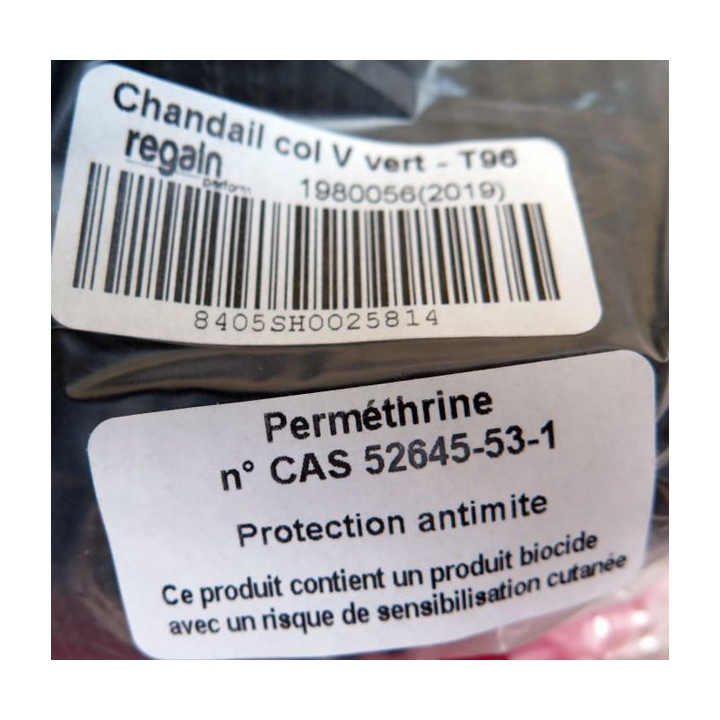 Chandail col V vert - T96
regain
perform
1980056(2019)
8405SH0025814
Perméthrine
n° CAS 52645-53-1
Protection antimite
Ce produit contient un produit biocide
avec un risque de sensibilisation cutanée